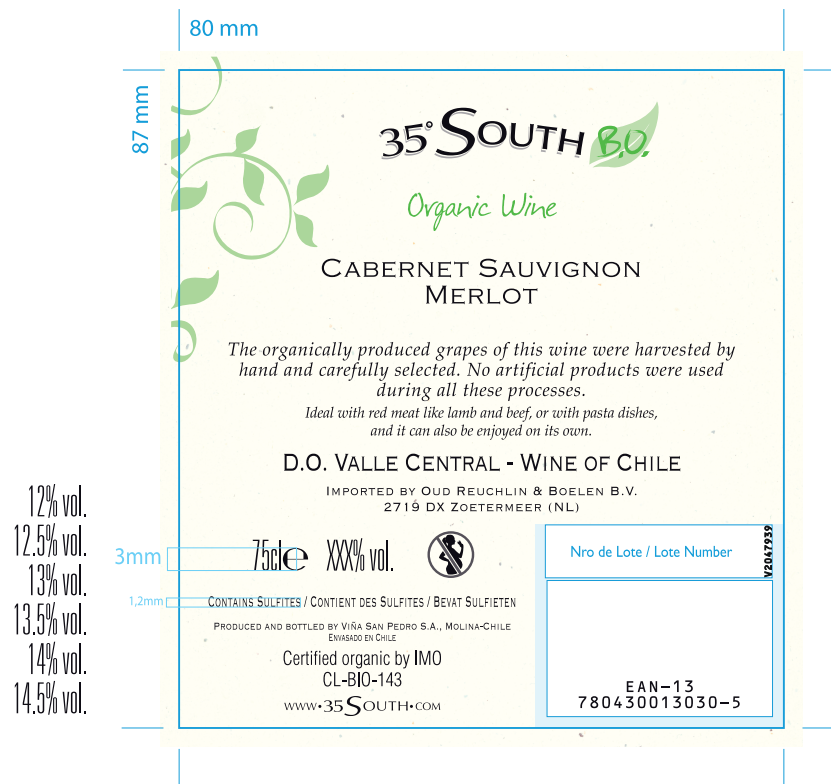 80 mm
87 mm
35° SOUTH B.O.
Organic Wine
CABERNET SAUVIGNON
MERLOT
The organically produced grapes of this wine were harvested by
hand and carefully selected. No artificial products were used
during all these processes.
Ideal with red meat like lamb and beef, or with pasta dishes,
and it can also be enjoyed on its own.
D.O. VALLE CENTRAL - WINE OF CHILE
IMPORTED BY OUD REUCHLIN & BOELEN B.V.
2719 DX ZOETERMEER (NL)
12% vol.
12.5% vol.
13% vol.
13.5% vol.
14% vol.
14.5% vol.
3mm
75cl e XXX% vol.
Nro de Lote / Lote Number
V2047939
1,2mm
CONTAINS SULFITES / CONTIENT DES SULFITES / BEVAT SULFIETEN
PRODUCED AND BOTTLED BY VIÑA SAN PEDRO S.A., MOLINA-CHILE
ENVASADO EN CHILE
Certified organic by IMO
CL-BIO-143
WWW•35SOUTH•COM
EAN-13
780430013030-5